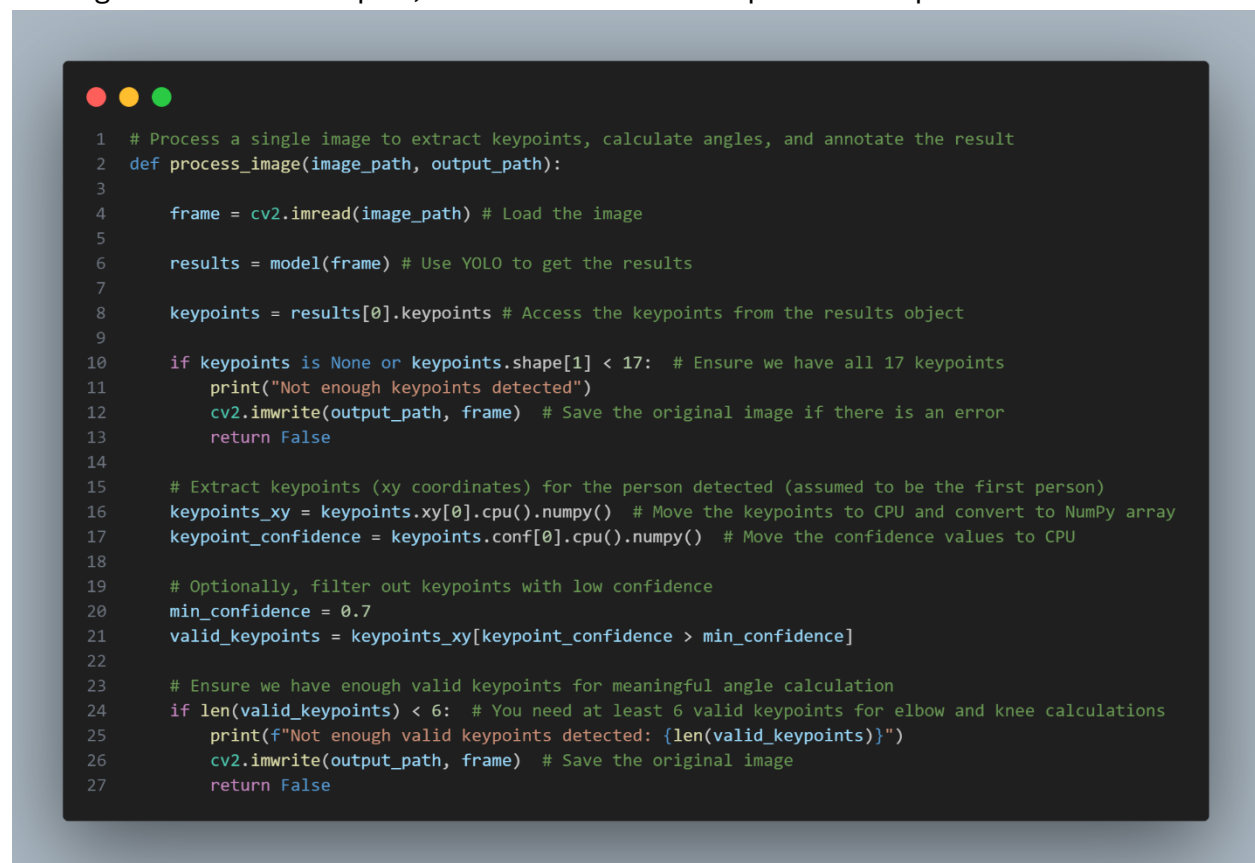 1 # Process a single image to extract keypoints, calculate angles, and annotate the result
2 def process_image(image_path, output_path):
3
4     frame = cv2.imread(image_path) # Load the image
5
6     results = model(frame) # Use YOLO to get the results
7
8     keypoints = results[0].keypoints # Access the keypoints from the results object
9
10     if keypoints is None or keypoints.shape[1] < 17:  # Ensure we have all 17 keypoints
11         print("Not enough keypoints detected")
12         cv2.imwrite(output_path, frame)  # Save the original image if there is an error
13         return False
14
15     # Extract keypoints (xy coordinates) for the person detected (assumed to be the first person)
16     keypoints_xy = keypoints.xy[0].cpu().numpy()  # Move the keypoints to CPU and convert to NumPy array
17     keypoint_confidence = keypoints.conf[0].cpu().numpy()  # Move the confidence values to CPU
18
19     # Optionally, filter out keypoints with low confidence
20     min_confidence = 0.7
21     valid_keypoints = keypoints_xy[keypoint_confidence > min_confidence]
22
23     # Ensure we have enough valid keypoints for meaningful angle calculation
24     if len(valid_keypoints) < 6:  # You need at least 6 valid keypoints for elbow and knee calculations
25         print(f"Not enough valid keypoints detected: {len(valid_keypoints)}")
26         cv2.imwrite(output_path, frame)  # Save the original image
27         return False